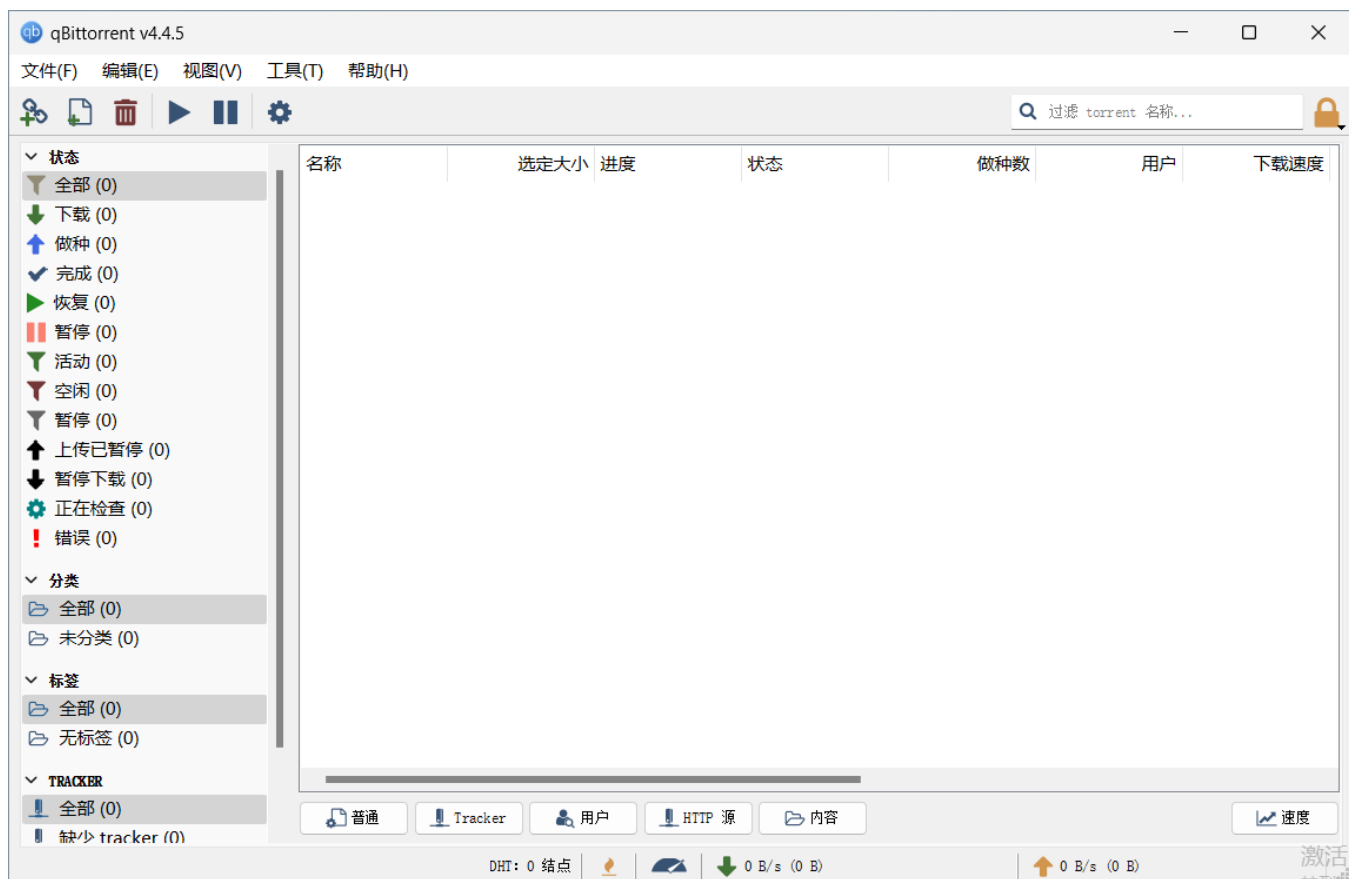 qBittorrent v4.4.5
文件(F) 编辑(E) 视图(V) 工具(T) 帮助(H)
过滤 torrent 名称...
状态
全部 (0)
下载 (0)
做种 (0)
完成 (0)
恢复 (0)
暂停 (0)
活动 (0)
空闲 (0)
暂停 (0)
上传已暂停 (0)
暂停下载 (0)
正在检查 (0)
错误 (0)
分类
全部 (0)
未分类 (0)
标签
全部 (0)
无标签 (0)
TRACKER
全部 (0)
缺少 tracker (0)
名称 选定大小 进度 状态 做种数 用户 下载速度
普通 Tracker 用户 HTTP 源 内容 速度
DHT: 0 结点 0 B/s (0 B) 0 B/s (0 B)
激活